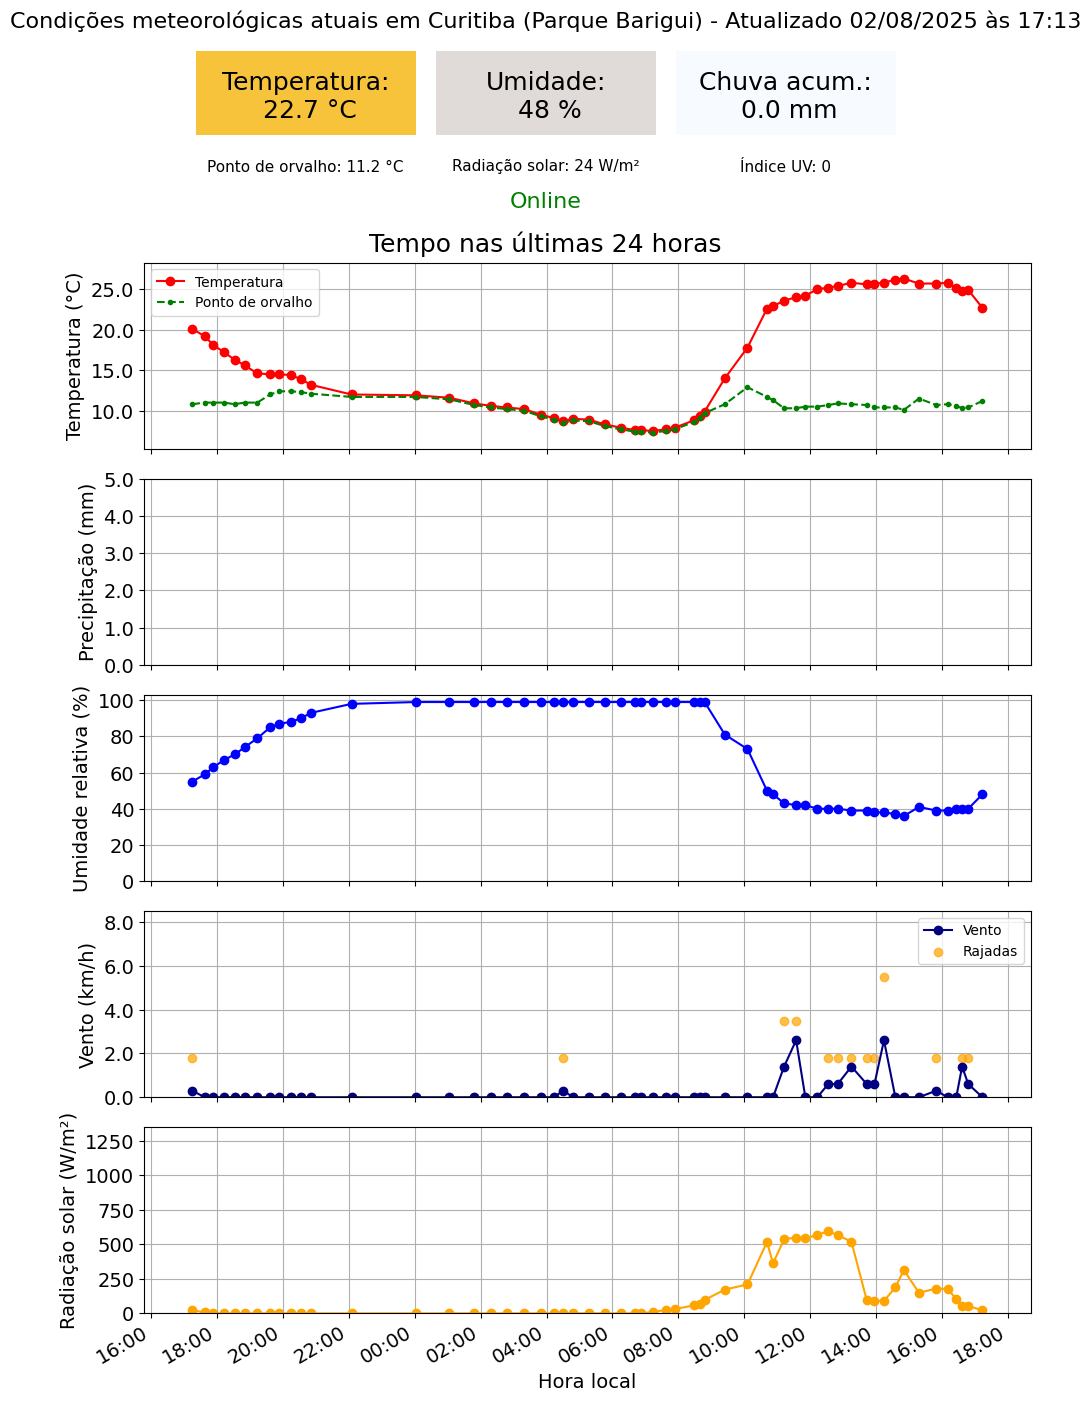 Condições meteorológicas atuais em Curitiba (Parque Barigui) - Atualizado 02/08/2025 às 17:13
Temperatura:
22.7 °C
Umidade:
48 %
Chuva acum.:
0.0 mm
Ponto de orvalho: 11.2 °C
Radiação solar: 24 W/m²
Índice UV: 0
Online
Tempo nas últimas 24 horas
Temperatura (°C)
25.0
20.0
15.0
10.0
Temperatura
Ponto de orvalho
Precipitação (mm)
5.0
4.0
3.0
2.0
1.0
0.0
Umidade relativa (%)
100
80
60
40
20
0
Vento (km/h)
8.0
6.0
4.0
2.0
0.0
Vento
Rajadas
Radiação solar (W/m²)
1250
1000
750
500
250
0
16:00
18:00
20:00
22:00
00:00
02:00
04:00
06:00
08:00
10:00
12:00
14:00
16:00
18:00
Hora local